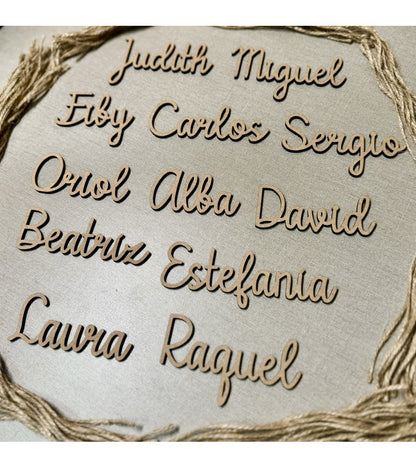 Judith Miguel
Eiby Carlos Sergio
Oriol Alba David
Beatriz Estefania
Laura Raquel